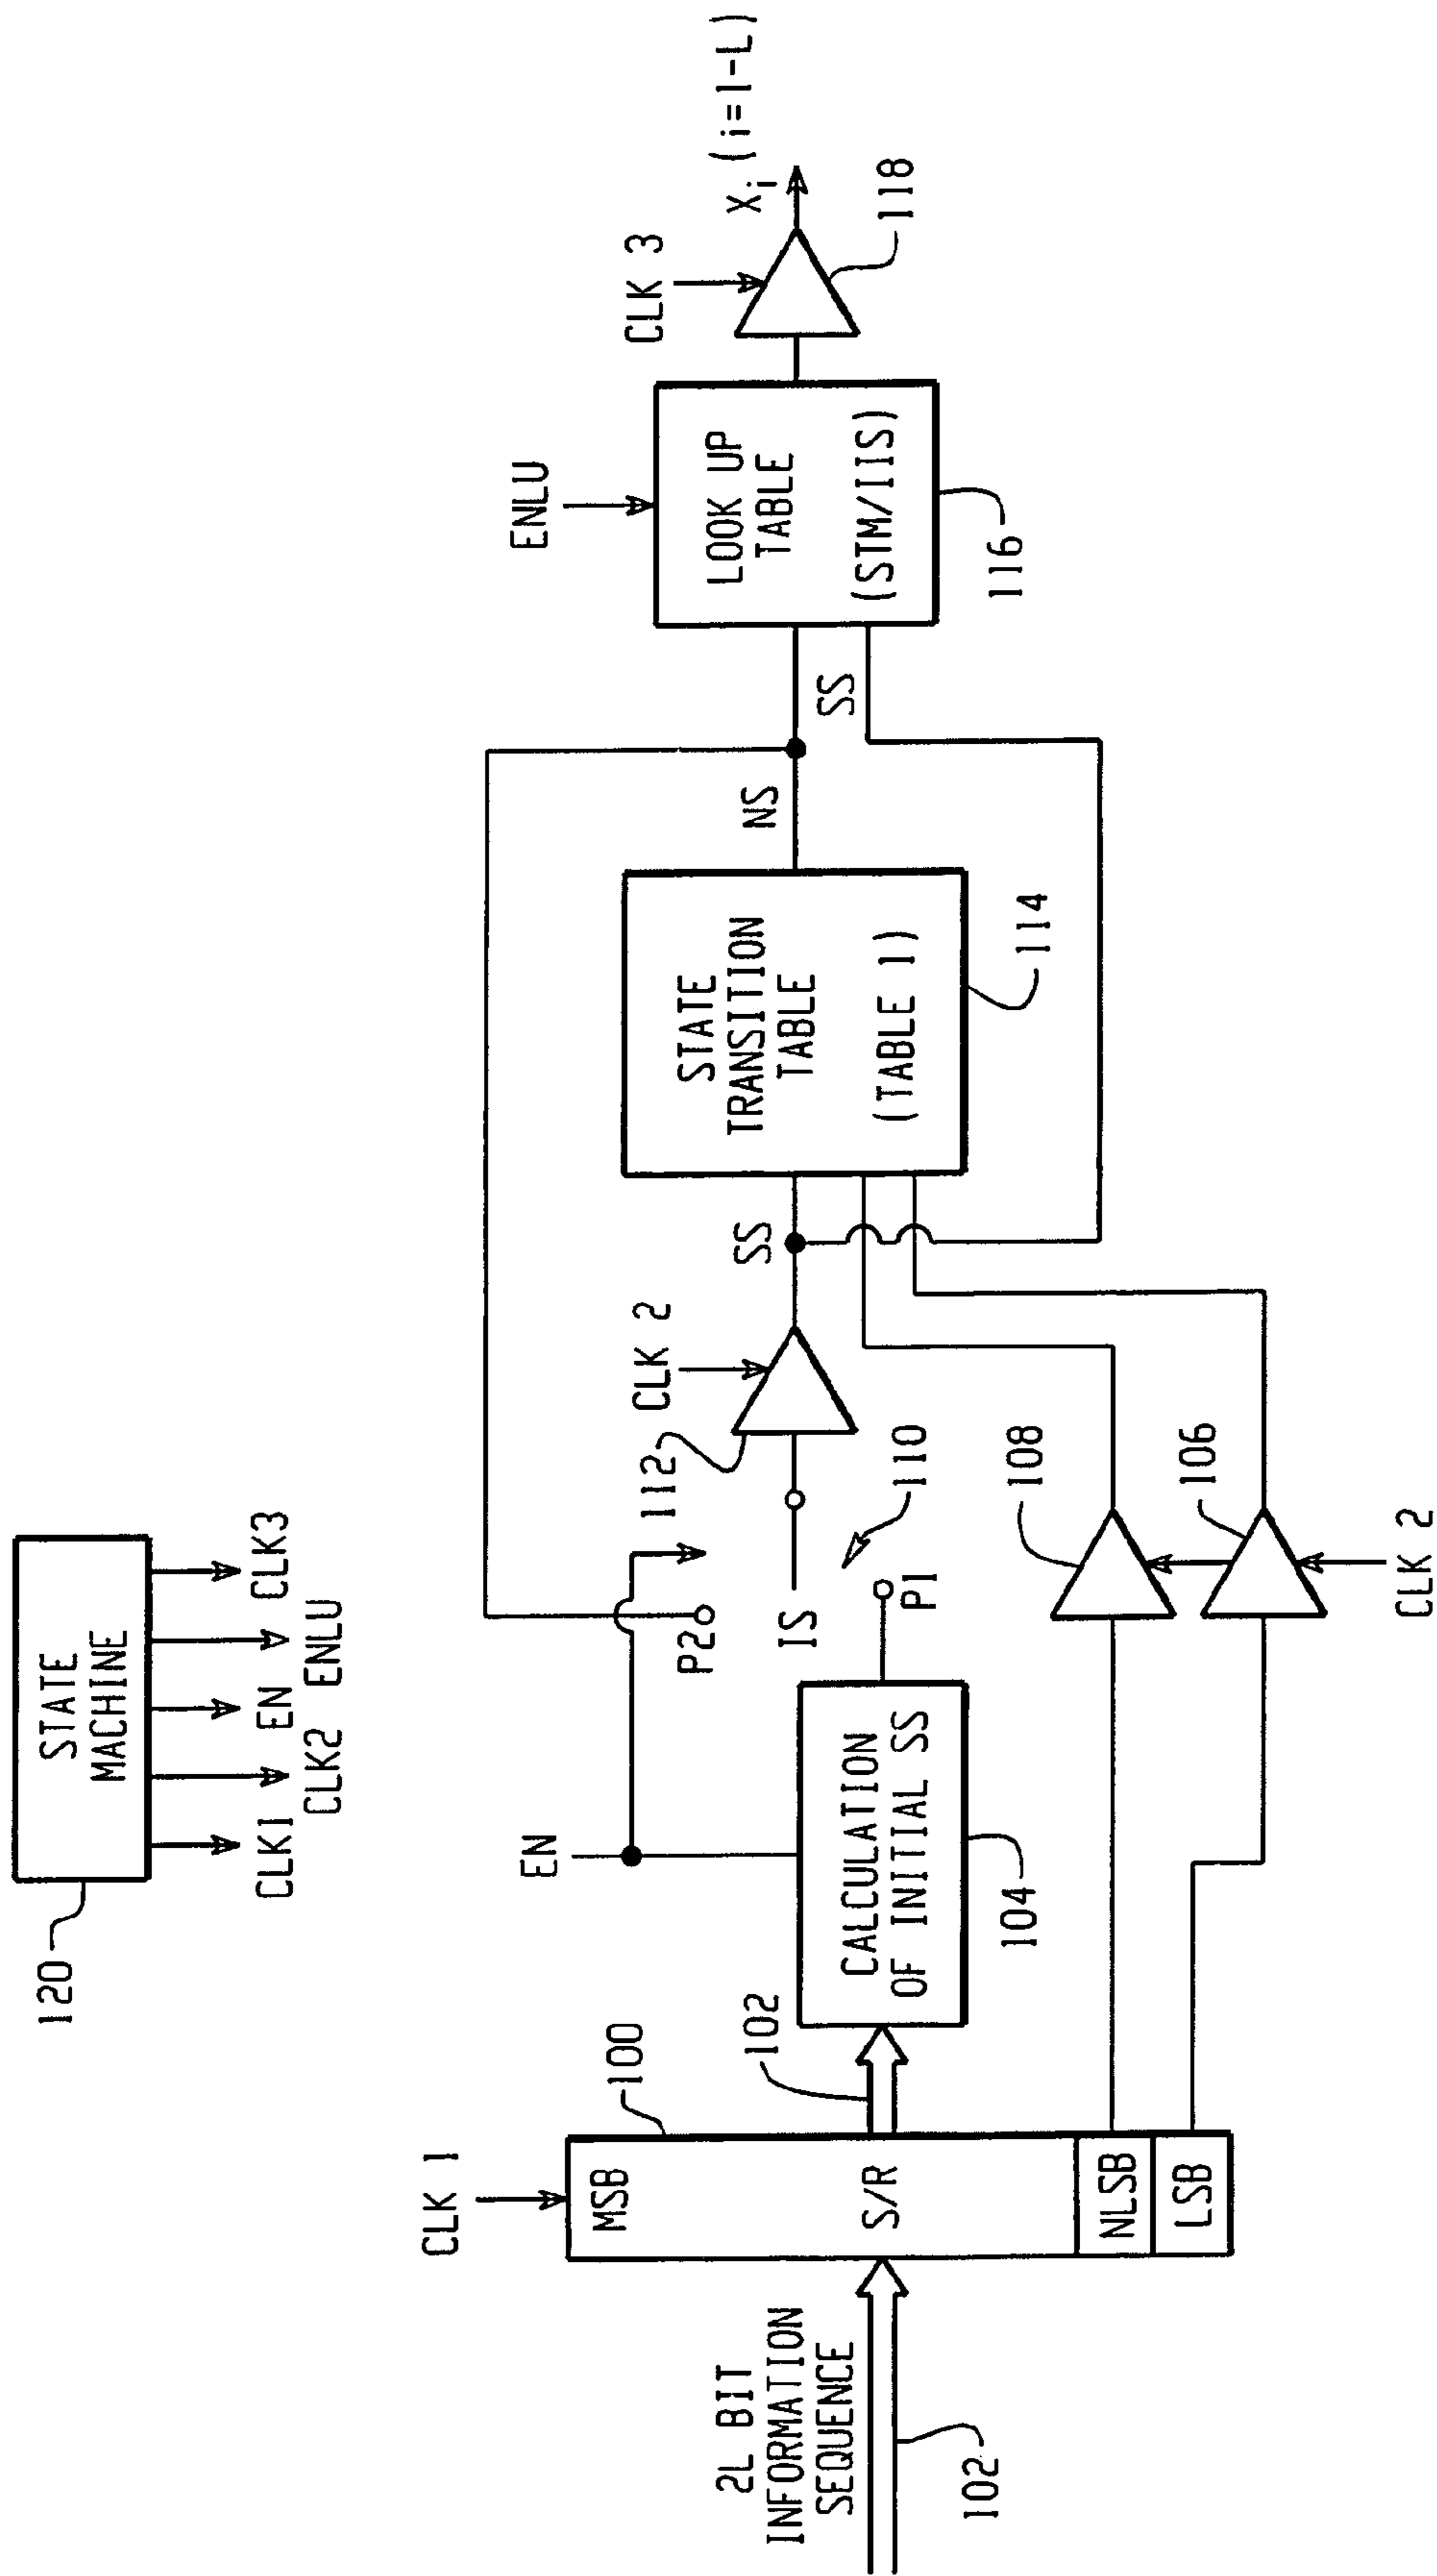 STATE
MACHINE
120
CLK1
CLK2
EN
ENLU
CLK3
2L BIT
INFORMATION
SEQUENCE
102
CLK 1
MSB
S/R
NLSB
LSB
100
102
EN
CALCULATION
OF INITIAL SS
104
P2
P1
IS
110
112
CLK 2
108
106
CLK 2
SS
STATE
TRANSITION
TABLE
(TABLE 1)
114
NS
SS
ENLU
LOOK UP
TABLE
(STM/IIS)
116
CLK 3
118
Xi (i=1-L)